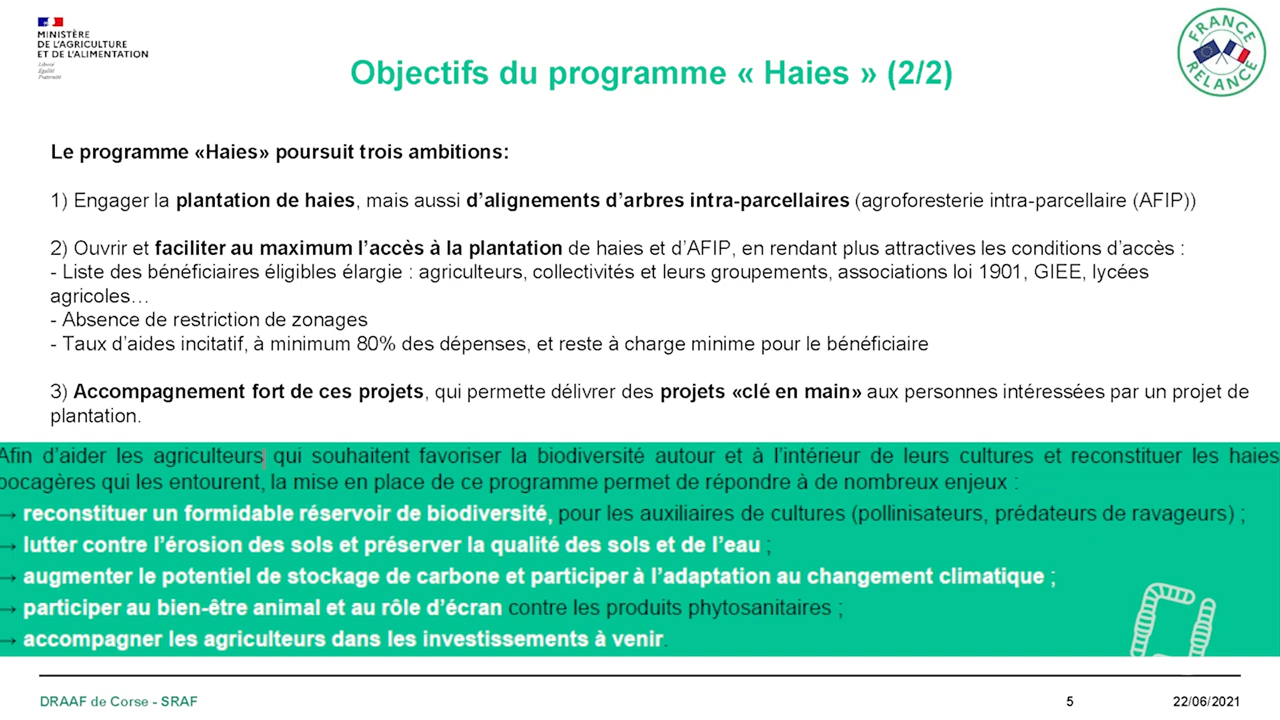 MINISTÈRE
DE L'AGRICULTURE
ET DE L'ALIMENTATION
Liberté
Égalité
Fraternité
FRANCE
RELANCE
Objectifs du programme « Haies » (2/2)
Le programme «Haies» poursuit trois ambitions:
1) Engager la plantation de haies, mais aussi d'alignements d'arbres intra-parcellaires (agroforesterie intra-parcellaire (AFIP))
2) Ouvrir et faciliter au maximum l'accès à la plantation de haies et d'AFIP, en rendant plus attractives les conditions d'accès :
- Liste des bénéficiaires éligibles élargie : agriculteurs, collectivités et leurs groupements, associations loi 1901, GIEE, lycées
agricoles…
- Absence de restriction de zonages
- Taux d'aides incitatif, à minimum 80% des dépenses, et reste à charge minime pour le bénéficiaire
3) Accompagnement fort de ces projets, qui permette délivrer des projets «clé en main» aux personnes intéressées par un projet de
plantation.
Afin d'aider les agriculteurs qui souhaitent favoriser la biodiversité autour et à l'intérieur de leurs cultures et reconstituer les haies
bocagères qui les entourent, la mise en place de ce programme permet de répondre à de nombreux enjeux :
→ reconstituer un formidable réservoir de biodiversité, pour les auxiliaires de cultures (pollinisateurs, prédateurs de ravageurs) ;
→ lutter contre l'érosion des sols et préserver la qualité des sols et de l'eau ;
→ augmenter le potentiel de stockage de carbone et participer à l'adaptation au changement climatique ;
→ participer au bien-être animal et au rôle d'écran contre les produits phytosanitaires ;
→ accompagner les agriculteurs dans les investissements à venir.
DRAAF de Corse - SRAF
5
22/06/2021